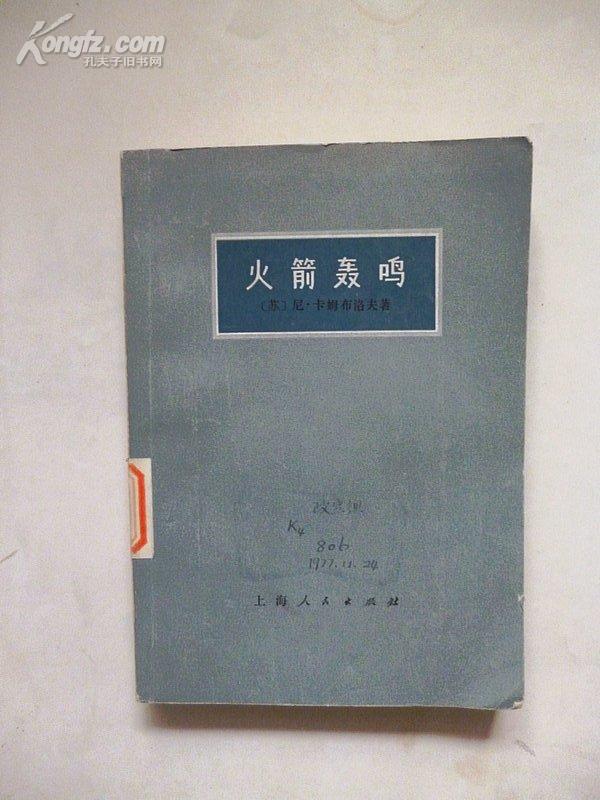 Kongfz.com
孔夫子旧书网
火箭轰鸣
〔苏〕尼·卡姆布洛夫著
K4
806
1977.11.24
上海人民出版社